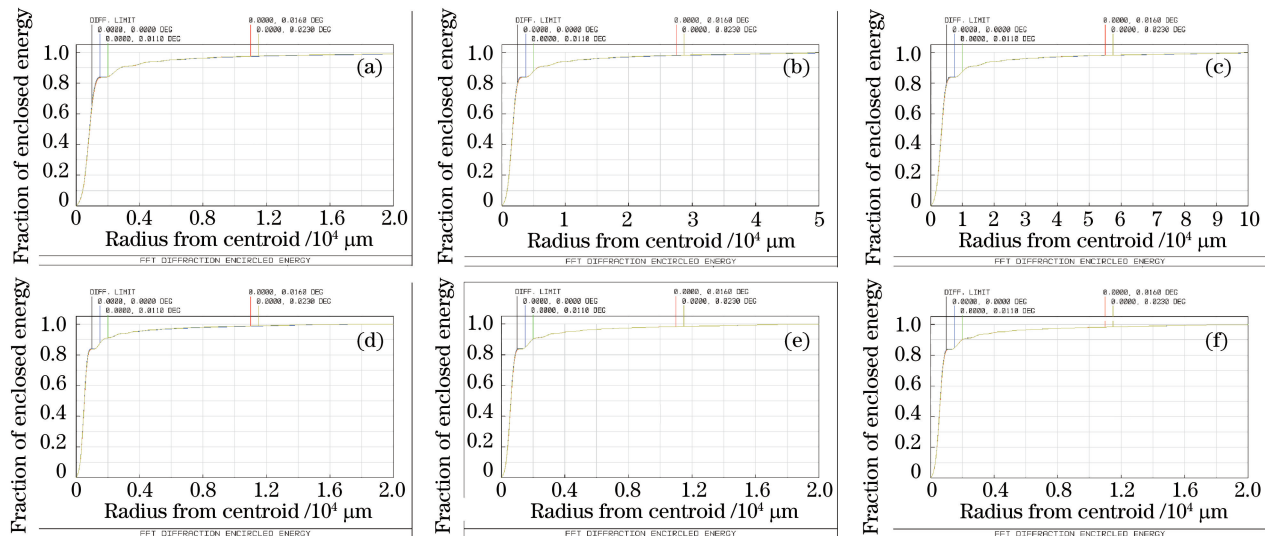 DIFF. LIMIT
0.0000, 0.0000 DEG
0.0000, 0.0110 DEG
0.0000, 0.0160 DEG
0.0000, 0.0230 DEG
(a)
Fraction of enclosed energy
1.0
0.8
0.6
0.4
0.2
0
0 0.4 0.8 1.2 1.6 2.0
Radius from centroid /10⁴ μm
FFT DIFFRACTION ENCIRCLED ENERGY
DIFF. LIMIT
0.0000, 0.0000 DEG
0.0000, 0.0110 DEG
0.0000, 0.0160 DEG
0.0000, 0.0230 DEG
(b)
Fraction of enclosed energy
1.0
0.8
0.6
0.4
0.2
0
0 1 2 3 4 5
Radius from centroid /10⁴ μm
FFT DIFFRACTION ENCIRCLED ENERGY
DIFF. LIMIT
0.0000, 0.0000 DEG
0.0000, 0.0110 DEG
0.0000, 0.0160 DEG
0.0000, 0.0230 DEG
(c)
Fraction of enclosed energy
1.0
0.8
0.6
0.4
0.2
0
0 1 2 3 4 5 6 7 8 9 10
Radius from centroid /10⁴ μm
FFT DIFFRACTION ENCIRCLED ENERGY
DIFF. LIMIT
0.0000, 0.0000 DEG
0.0000, 0.0110 DEG
0.0000, 0.0160 DEG
0.0000, 0.0230 DEG
(d)
Fraction of enclosed energy
1.0
0.8
0.6
0.4
0.2
0
0 0.4 0.8 1.2 1.6 2.0
Radius from centroid /10⁴ μm
FFT DIFFRACTION ENCIRCLED ENERGY
DIFF. LIMIT
0.0000, 0.0000 DEG
0.0000, 0.0110 DEG
0.0000, 0.0160 DEG
0.0000, 0.0230 DEG
(e)
Fraction of enclosed energy
1.0
0.8
0.6
0.4
0.2
0
0 0.4 0.8 1.2 1.6 2.0
Radius from centroid /10⁴ μm
FFT DIFFRACTION ENCIRCLED ENERGY
DIFF. LIMIT
0.0000, 0.0000 DEG
0.0000, 0.0110 DEG
0.0000, 0.0160 DEG
0.0000, 0.0230 DEG
(f)
Fraction of enclosed energy
1.0
0.8
0.6
0.4
0.2
0
0 0.4 0.8 1.2 1.6 2.0
Radius from centroid /10⁴ μm
FFT DIFFRACTION ENCIRCLED ENERGY